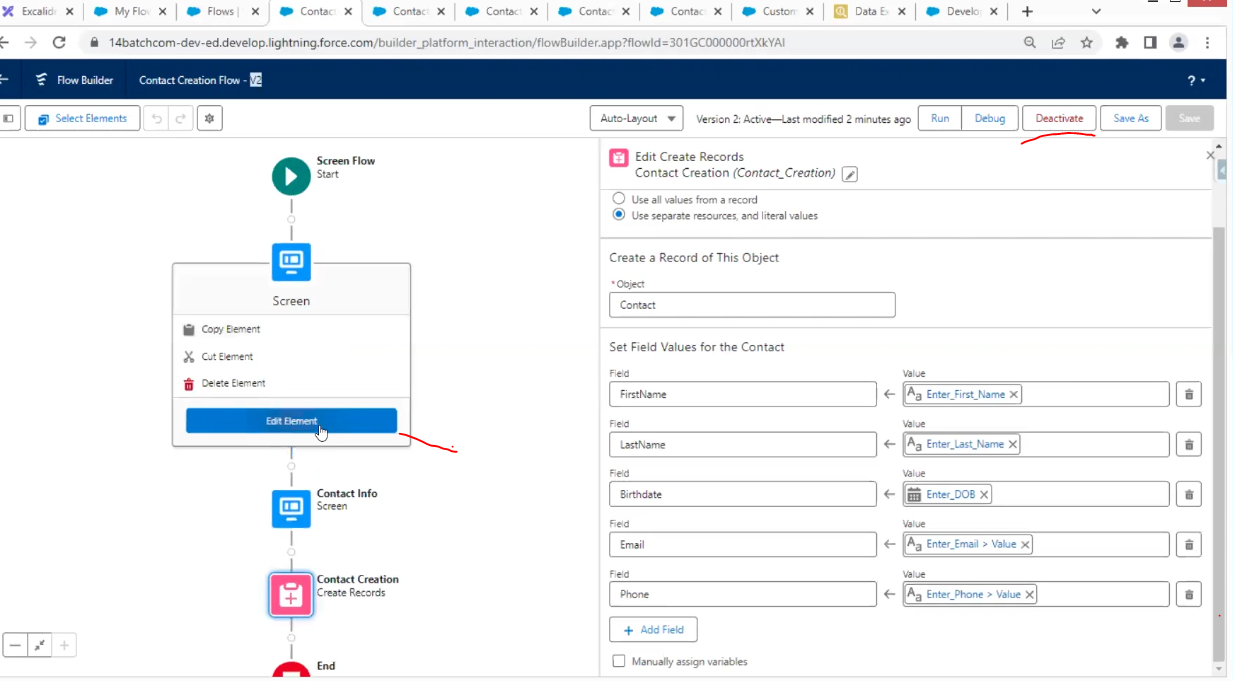 Excalid
My Flo
Flows |
Contac
Contac
Contac
Contac
Contac
Custom
Data Ex
Develo
14batchcom-dev-ed.develop.lightning.force.com/builder_platform_interaction/flowBuilder.app?flowId=301GC000000rtXkYAI
Flow Builder
Contact Creation Flow - V2
?
Select Elements
Auto-Layout
Version 2: Active—Last modified 2 minutes ago
Run
Debug
Deactivate
Save As
Save
Screen Flow
Start
Screen
Copy Element
Cut Element
Delete Element
Edit Element
Contact Info
Screen
Contact Creation
Create Records
End
Edit Create Records
Contact Creation (Contact_Creation)
Use all values from a record
Use separate resources, and literal values
Create a Record of This Object
* Object
Contact
Set Field Values for the Contact
Field Value
FirstName Aa Enter_First_Name
Field Value
LastName Aa Enter_Last_Name
Field Value
Birthdate Enter_DOB
Field Value
Email Aa Enter_Email > Value
Field Value
Phone Aa Enter_Phone > Value
+ Add Field
Manually assign variables